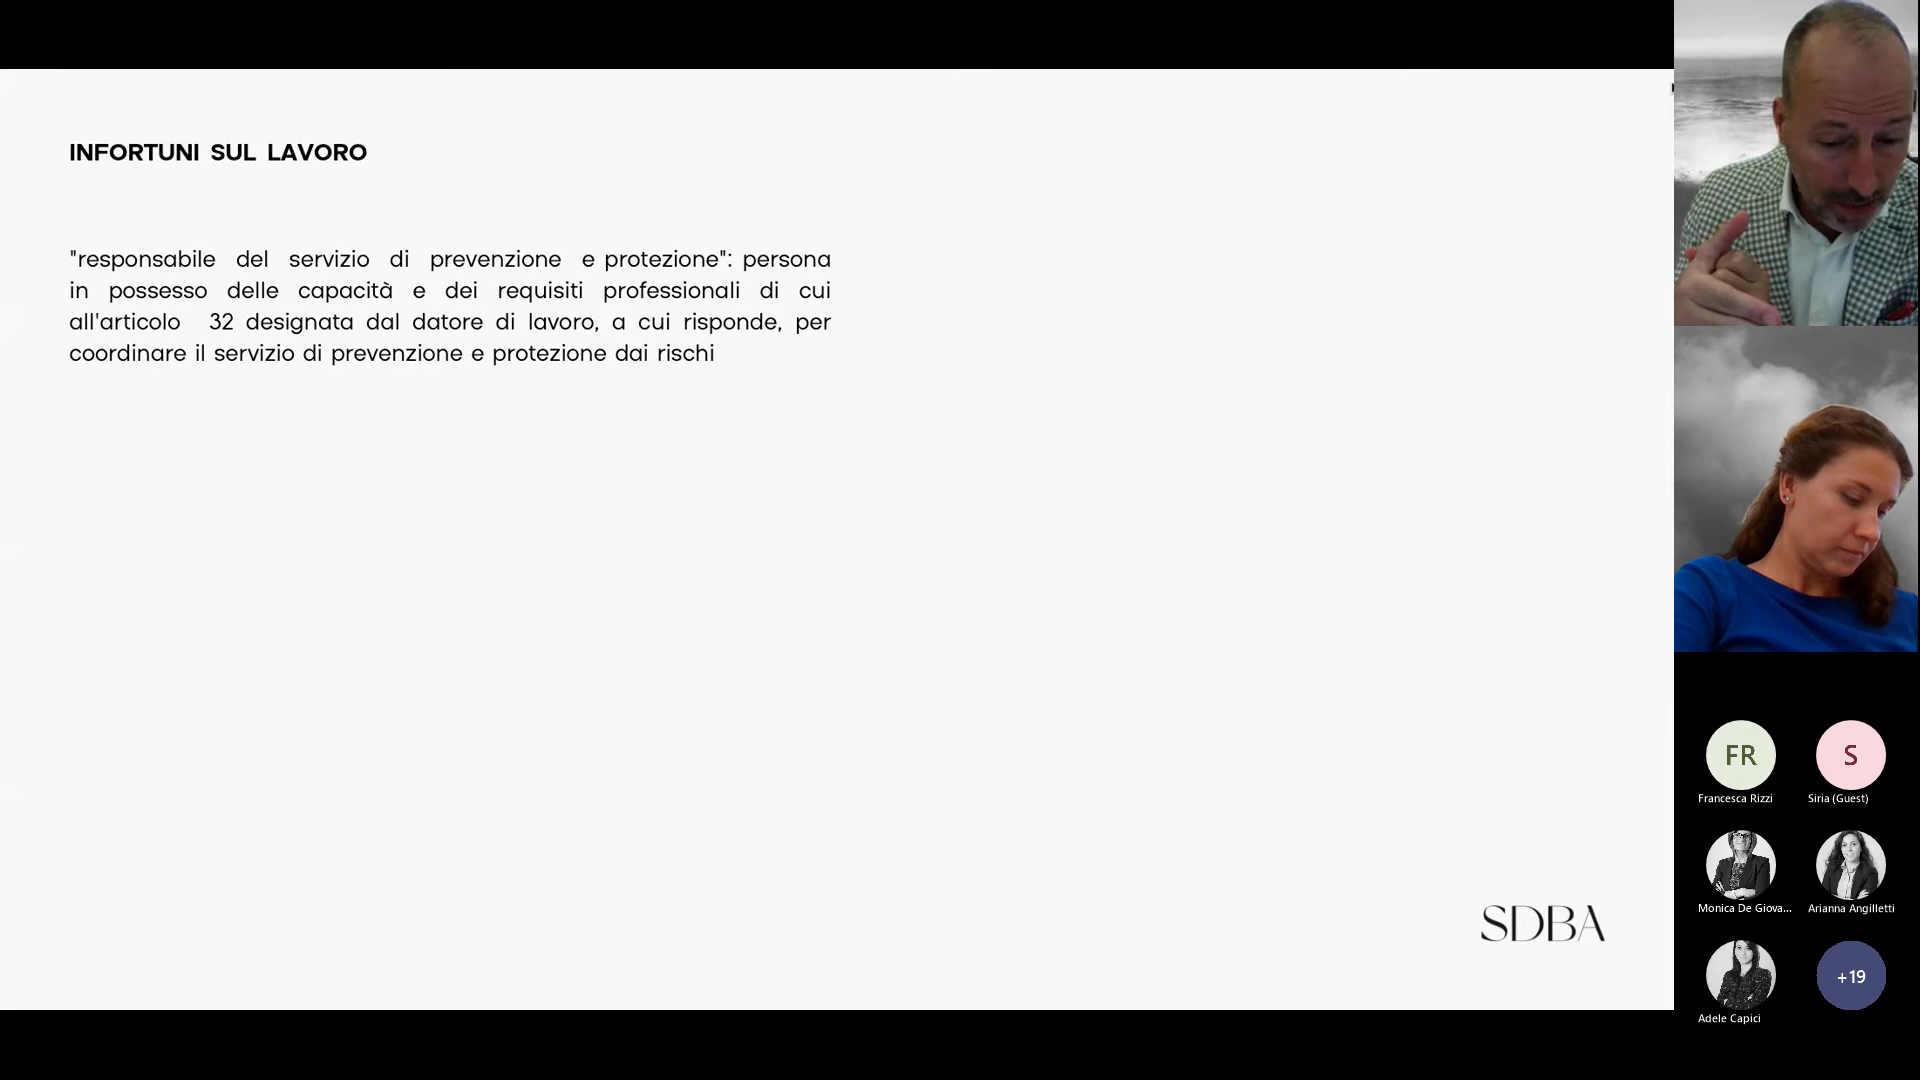 INFORTUNI SUL LAVORO
"responsabile del servizio di prevenzione e protezione": persona
in possesso delle capacità e dei requisiti professionali di cui
all'articolo 32 designata dal datore di lavoro, a cui risponde, per
coordinare il servizio di prevenzione e protezione dai rischi
SDBA
FR
S
Francesca Rizzi
Siria (Guest)
Monica De Giova...
Arianna Angilletti
+19
Adele Capici